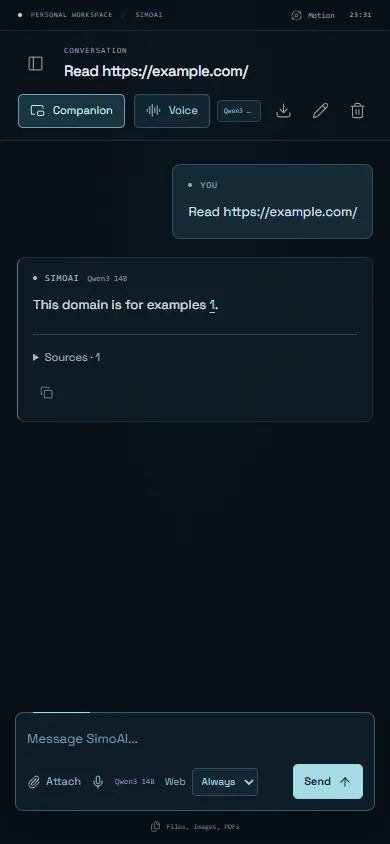 PERSONAL WORKSPACE / SIMOAI
Motion
23:31
CONVERSATION
Read https://example.com/
Companion
Voice
Qwen3 …
YOU
Read https://example.com/
SIMOAI Qwen3 14B
This domain is for examples 1.
Sources · 1
Message SimoAI...
Attach
Qwen3 14B
Web
Always
Send
Files, images, PDFs